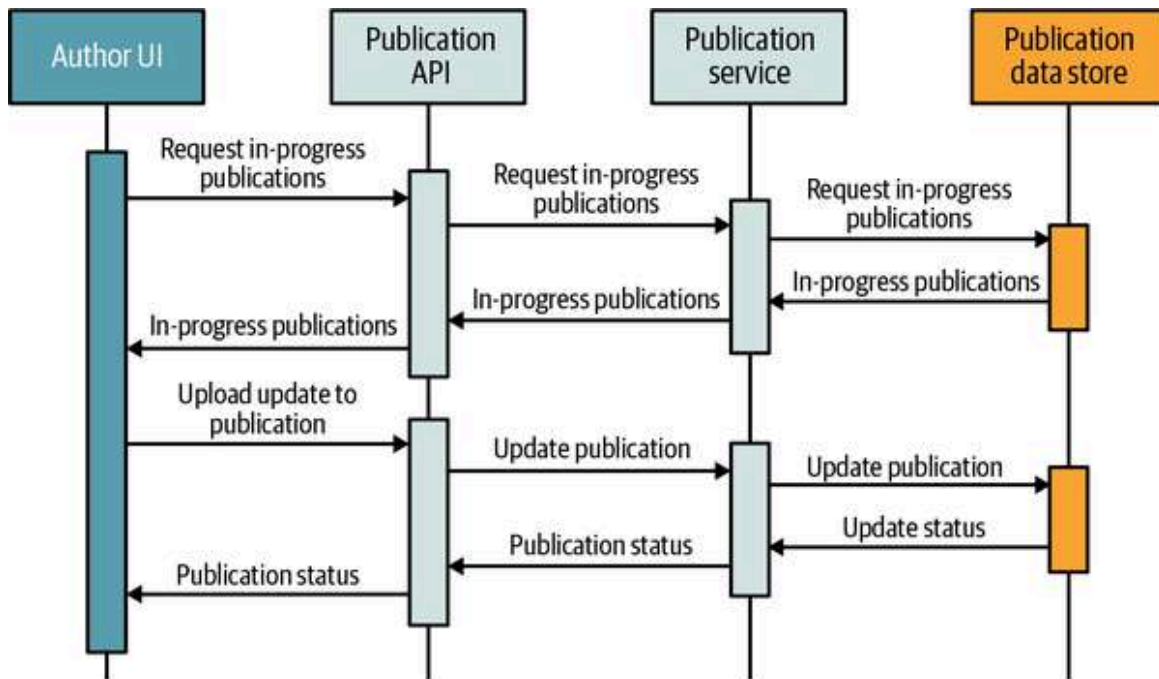 Author UI
Publication
API
Publication
service
Publication
data store
Request in-progress
publications
Request in-progress
publications
Request in-progress
publications
In-progress publications
In-progress publications
In-progress publications
Upload update to
publication
Update publication
Update publication
Update status
Publication status
Publication status